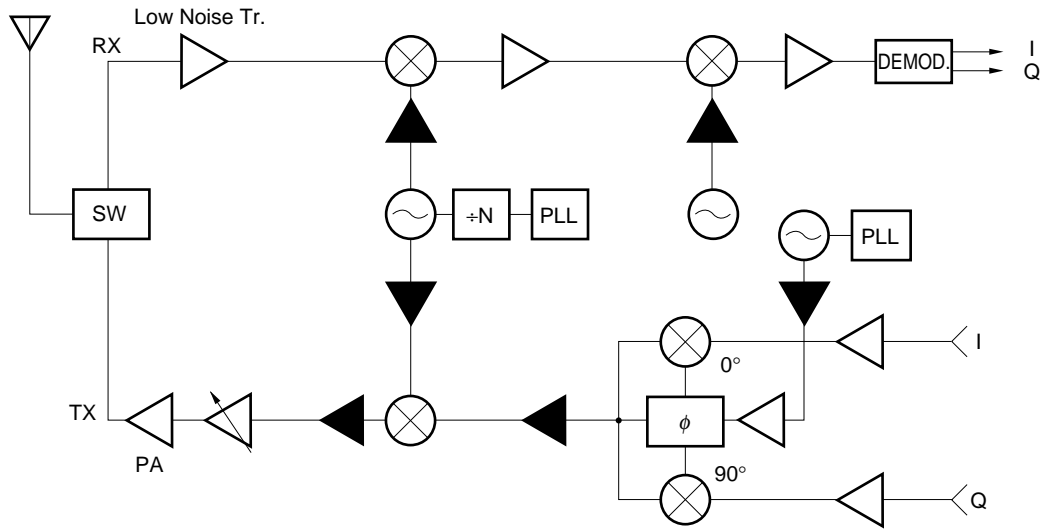 Low Noise Tr.
RX
DEMOD.
I
Q
SW
÷N
PLL
PLL
I
0°
TX
ϕ
PA
90°
Q